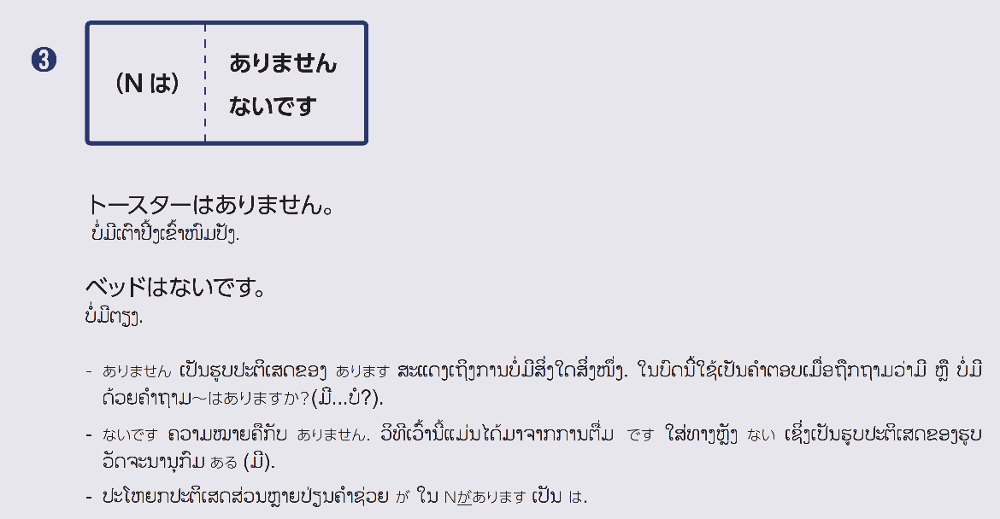 3
(N は)
ありません
ないです
トースターはありません。
ບໍ່ມີເຕົາປີ້ງເຂົ້າໜົມປັງ.
ベッドはないです。
ບໍ່ມີຕຽງ.
- ありません ເປັນຮູບປະຕິເສດຂອງ あります ສະແດງເຖິງການບໍ່ມີສິ່ງໃດສິ່ງໜຶ່ງ. ໃນບົດນີ້ໃຊ້ເປັນຄຳຕອບເມື່ອຖືກຖາມວ່າມີ ຫຼື ບໍ່ມີ
ດ້ວຍຄຳຖາມ～はありますか? (ມີ...ບໍ?).
- ないです ຄວາມໝາຍຄືກັບ ありません. ວິທີເວົ້ານີ້ແມ່ນໄດ້ມາຈາກການຕື່ມ です ໃສ່ທາງຫຼັງ ない ເຊິ່ງເປັນຮູບປະຕິເສດຂອງຮູບ
ວັດຈະນານຸກົມ ある (ມີ).
- ປະໂຫຍກປະຕິເສດສ່ວນຫຼາຍປ່ຽນຄຳຊ່ວຍ が ໃນ Nがあります ເປັນ は.